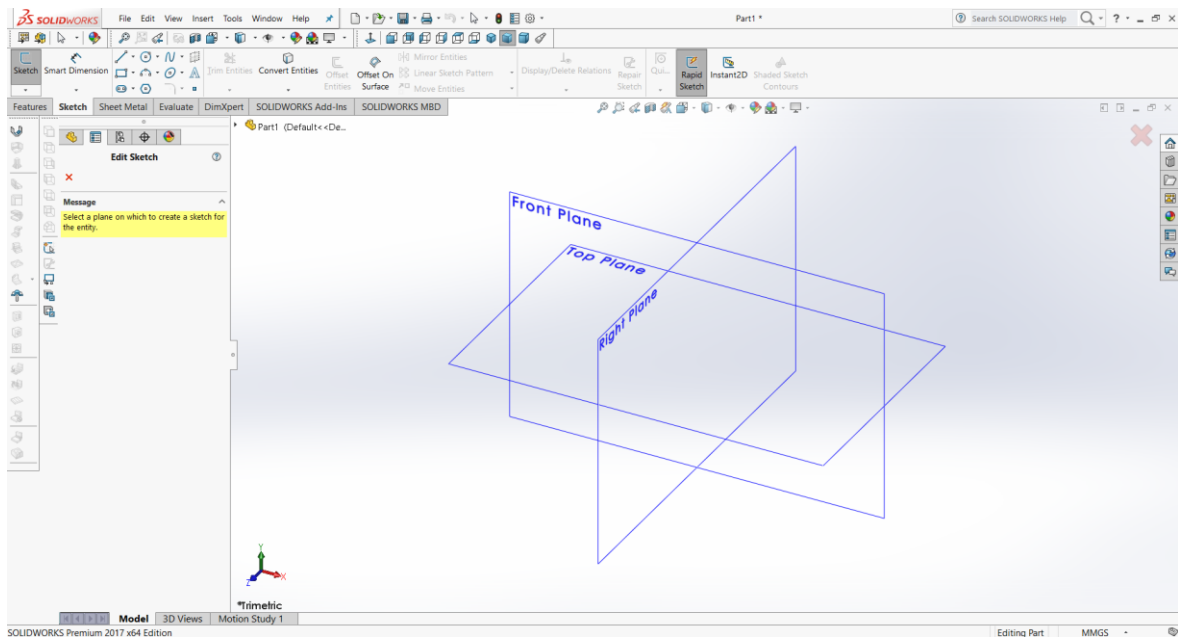 SOLIDWORKS File Edit View Insert Tools Window Help Part1 * Search SOLIDWORKS Help
Sketch Smart Dimension Trim Entities Convert Entities Offset Entities Offset On Surface Mirror Entities Linear Sketch Pattern Move Entities Display/Delete Relations Repair Sketch Qui... Rapid Sketch Instant2D Shaded Sketch Contours
Features Sketch Sheet Metal Evaluate DimXpert SOLIDWORKS Add-Ins SOLIDWORKS MBD
Part1 (Default<<De...
Edit Sketch
Message
Select a plane on which to create a sketch for
the entity.
Front Plane
Top Plane
Right Plane
Y
X
Z
*Trimetric
Model 3D Views Motion Study 1
SOLIDWORKS Premium 2017 x64 Edition Editing Part MMGS